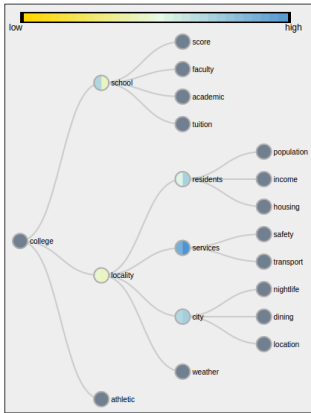 low
high
score
school
faculty
academic
tuition
population
residents
income
housing
college
safety
services
transport
locality
nightlife
city
dining
location
weather
athletic